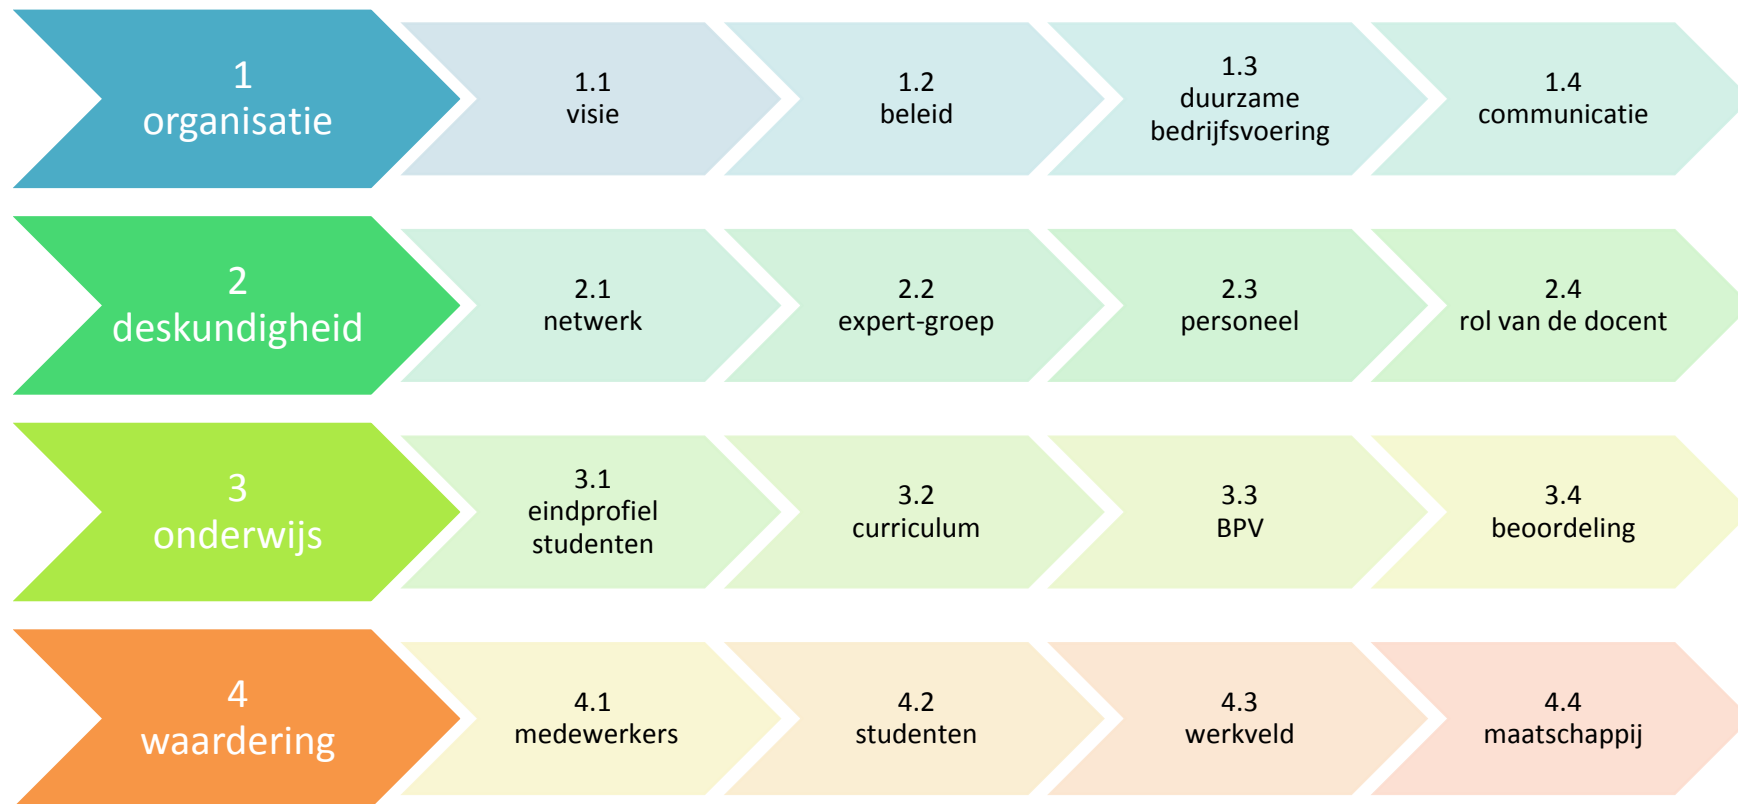 1
organisatie
1.1
visie
1.2
beleid
1.3
duurzame
bedrijfsvoering
1.4
communicatie
2
deskundigheid
2.1
netwerk
2.2
expert-groep
2.3
personeel
2.4
rol van de docent
3
onderwijs
3.1
eindprofiel
studenten
3.2
curriculum
3.3
BPV
3.4
beoordeling
4
waardering
4.1
medewerkers
4.2
studenten
4.3
werkveld
4.4
maatschappij